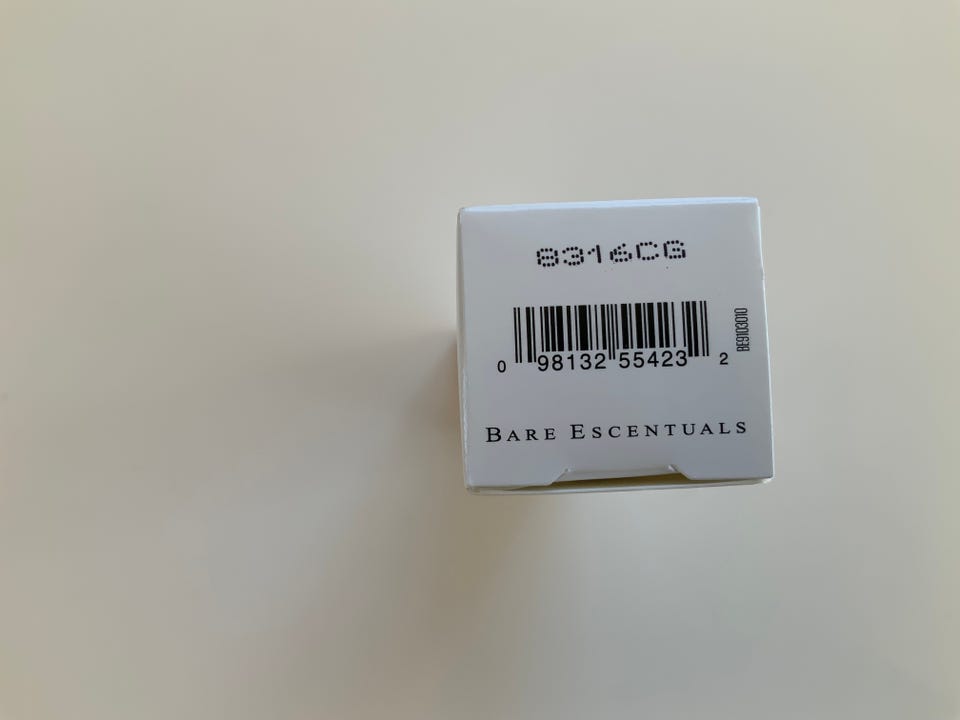 8316CG
0 98132 55423 2
BE9103010
BARE ESCENTUALS